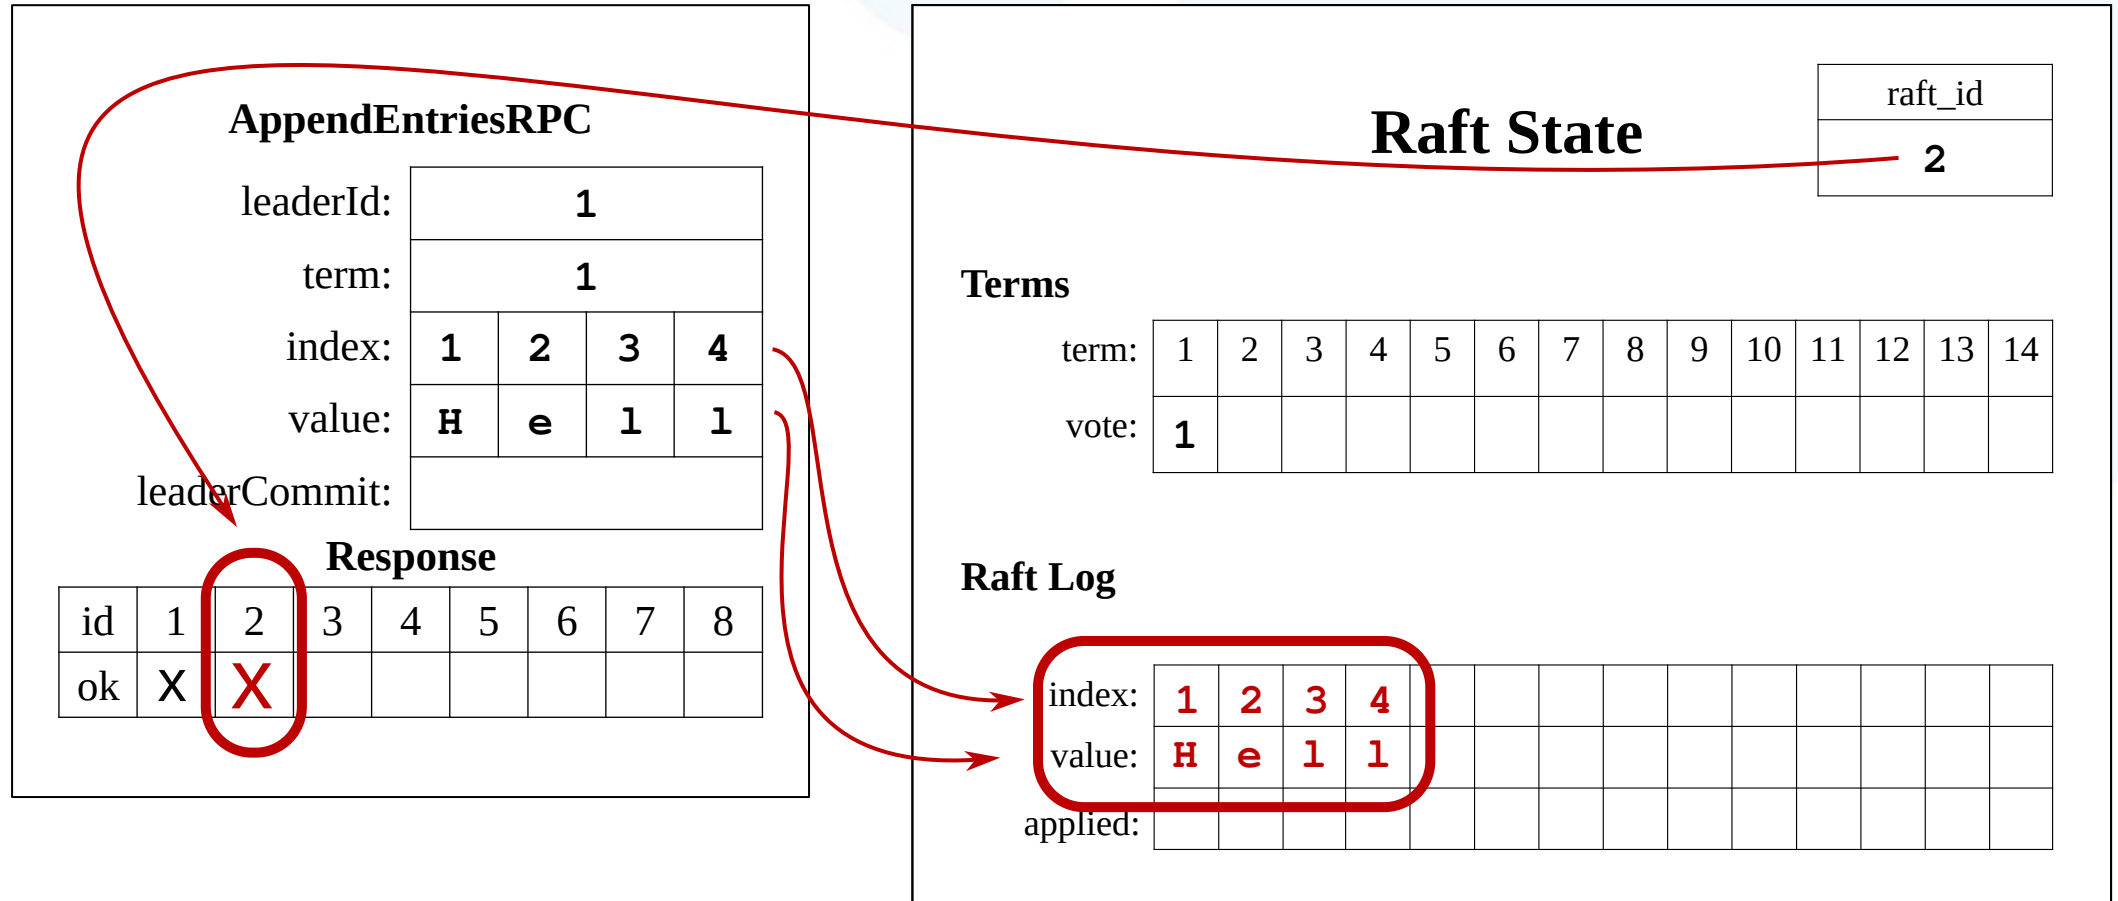 AppendEntriesRPC
leaderId: 1
term: 1
index: 1 2 3 4
value: H e l l
leaderCommit:
Response
id 1 2 3 4 5 6 7 8
ok X X
Raft State
raft_id
2
Terms
term: 1 2 3 4 5 6 7 8 9 10 11 12 13 14
vote: 1
Raft Log
index: 1 2 3 4
value: H e l l
applied: